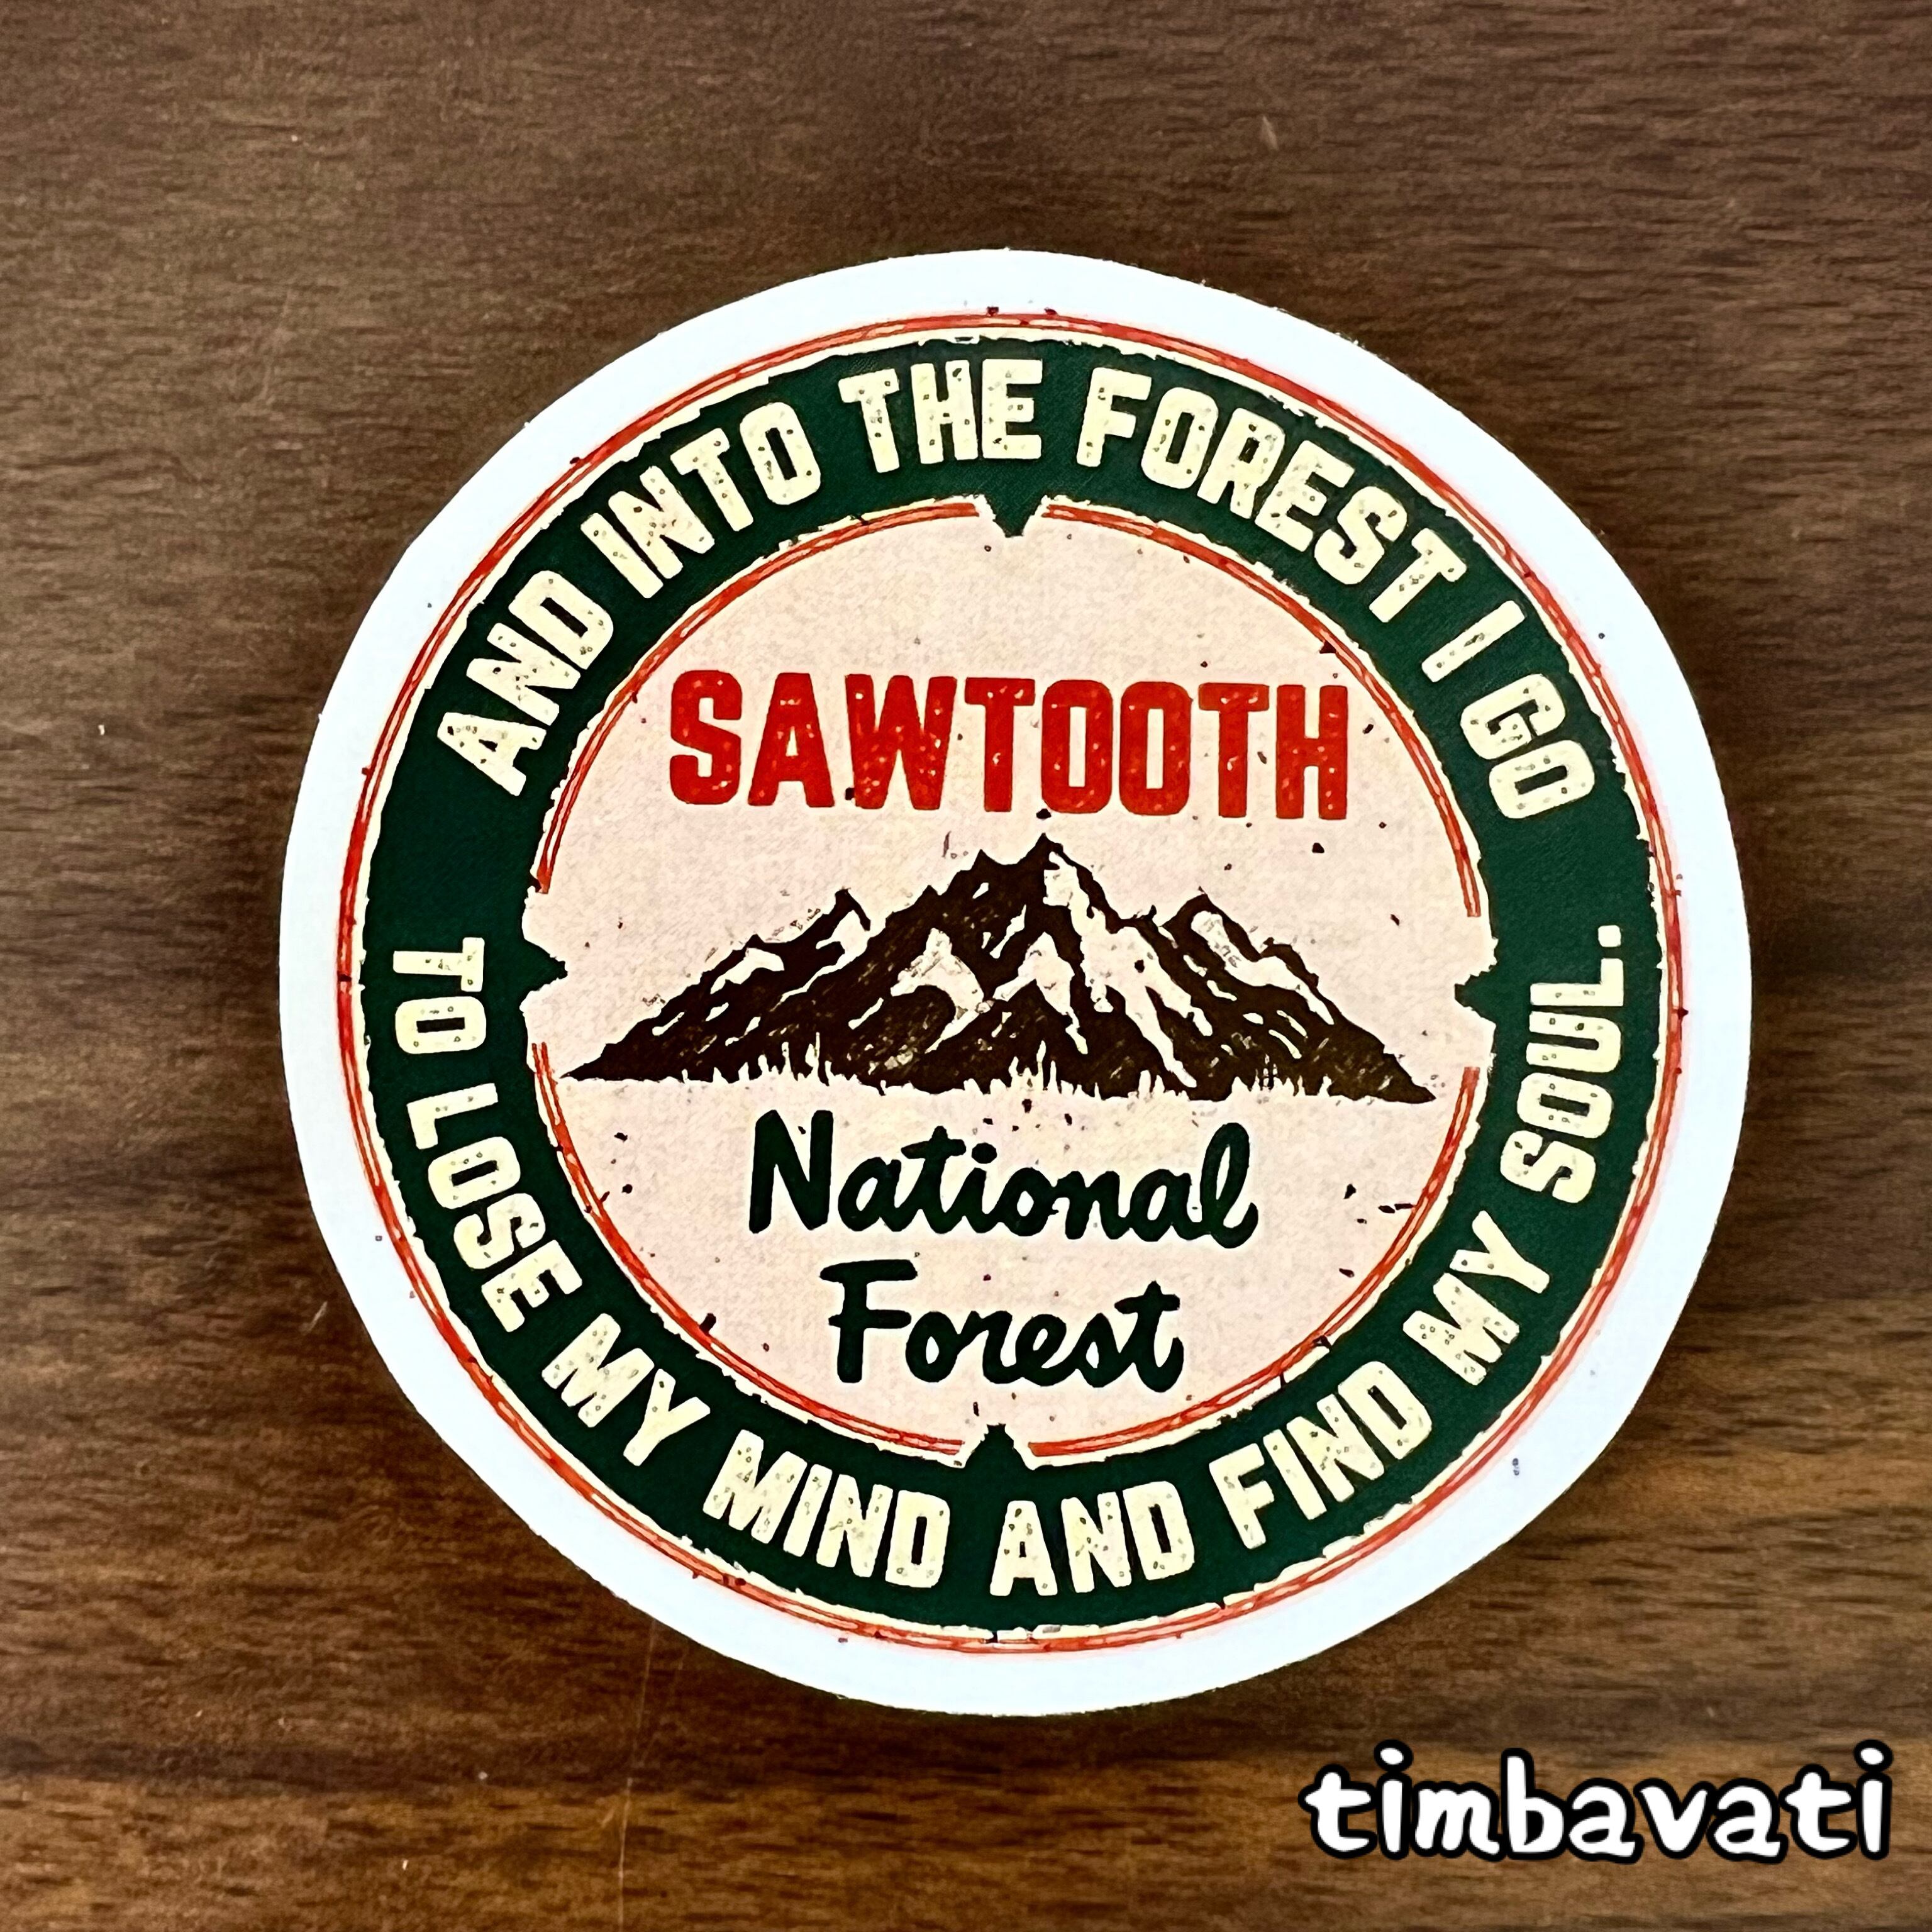 AND INTO THE FOREST I GO
TO LOSE MY MIND AND FIND MY SOUL.
SAWTOOTH
National
Forest
timbavati